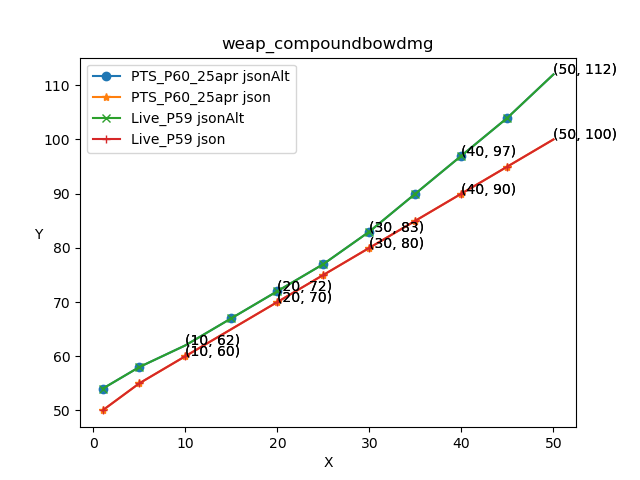 weap_compoundbowdmg
PTS_P60_25apr jsonAlt
PTS_P60_25apr json
Live_P59 jsonAlt
Live_P59 json
(50, 112)
(50, 100)
(40, 97)
(40, 90)
(30, 83)
(30, 80)
(20, 72)
(20, 70)
(10, 62)
(10, 60)
Y
110
100
90
80
70
60
50
0 10 20 30 40 50
X